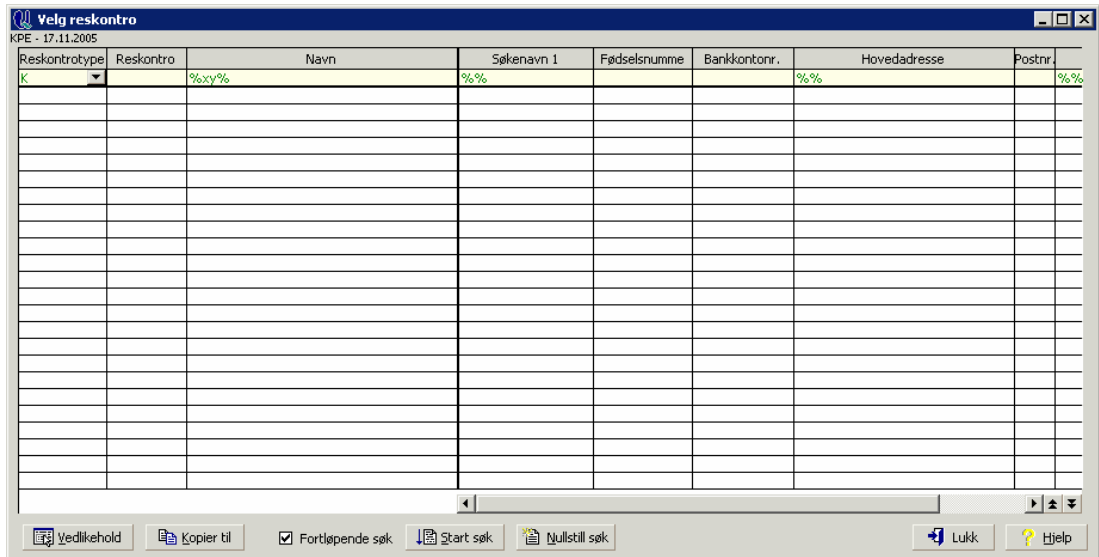 Velg reskontro
KPE - 17.11.2005
Reskontrotype Reskontro Navn Søkenavn 1 Fødselsnumme Bankkontonr. Hovedadresse Postnr.
K %xy% %% %% %%
Vedlikehold Kopier til Fortløpende søk Start søk Nullstill søk Lukk Hjelp